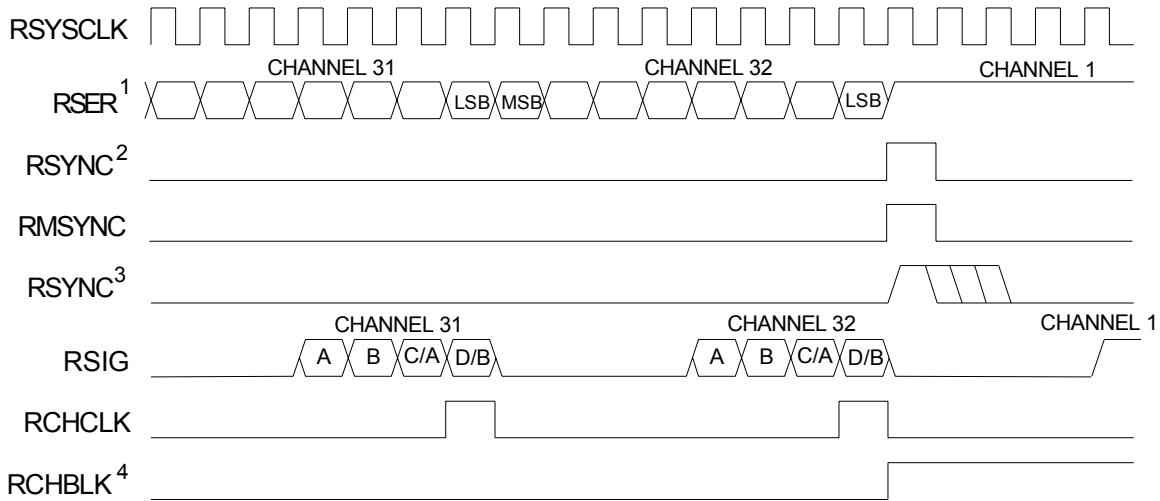 RSYSCLK
CHANNEL 31 CHANNEL 32 CHANNEL 1
RSER1 LSB MSB LSB
RSYNC2
RMSYNC
RSYNC3
CHANNEL 31 CHANNEL 32 CHANNEL 1
RSIG A B C/A D/B A B C/A D/B
RCHCLK
RCHBLK4